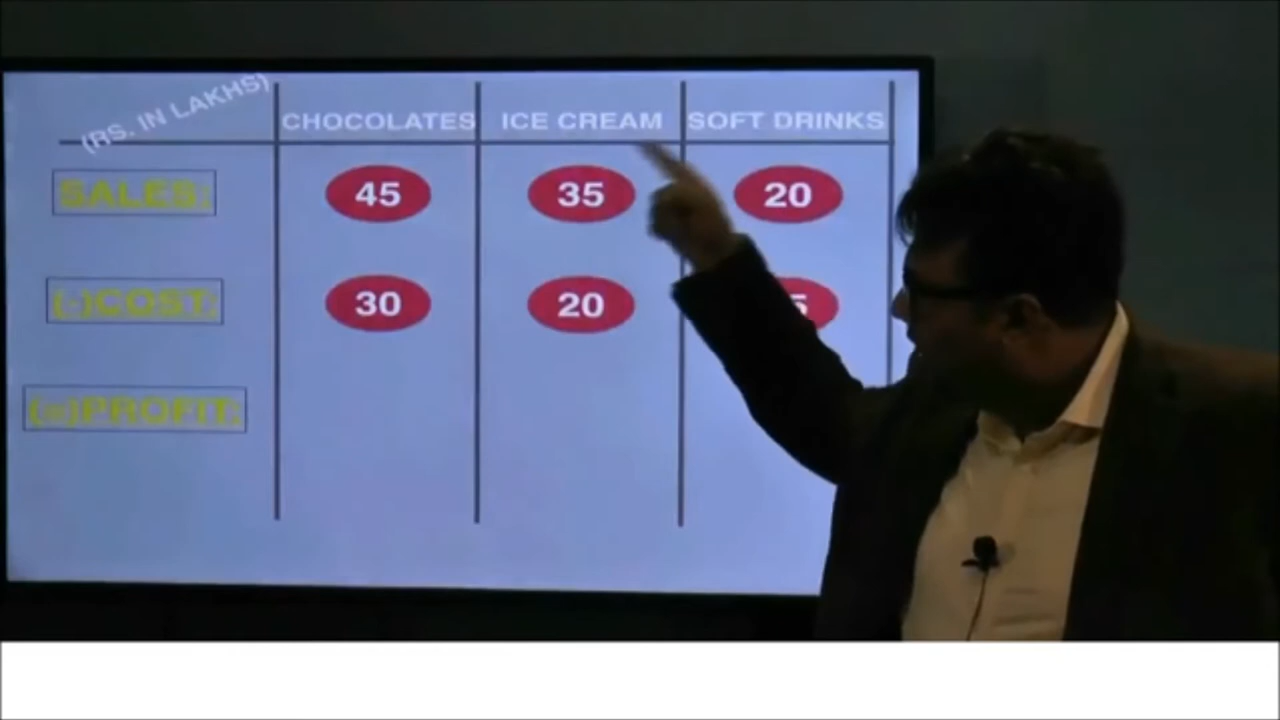 (RS. IN LAKHS)
CHOCOLATES ICE CREAM SOFT DRINKS
SALES: 45 35 20
(-)COST: 30 20
(=)PROFIT: